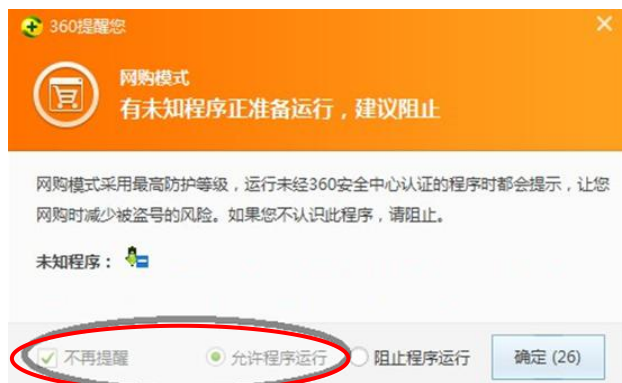 360提醒您
网购模式
有未知程序正准备运行，建议阻止
网购模式采用最高防护等级，运行未经360安全中心认证的程序时都会提示，让您
网购时减少被盗号的风险。如果您不认识此程序，请阻止。
未知程序：
不再提醒 允许程序运行 阻止程序运行 确定 (26)